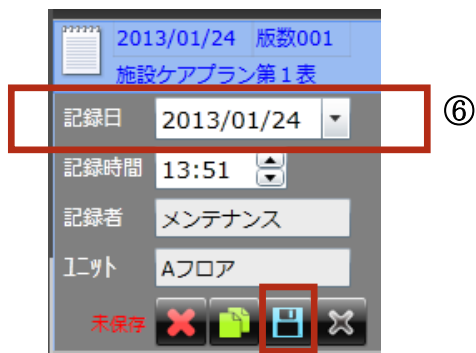 2013/01/24 版数001
施設ケアプラン第1表
記録日 2013/01/24 ⑥
記録時間 13:51
記録者 メンテナンス
ユニット Aフロア
未保存